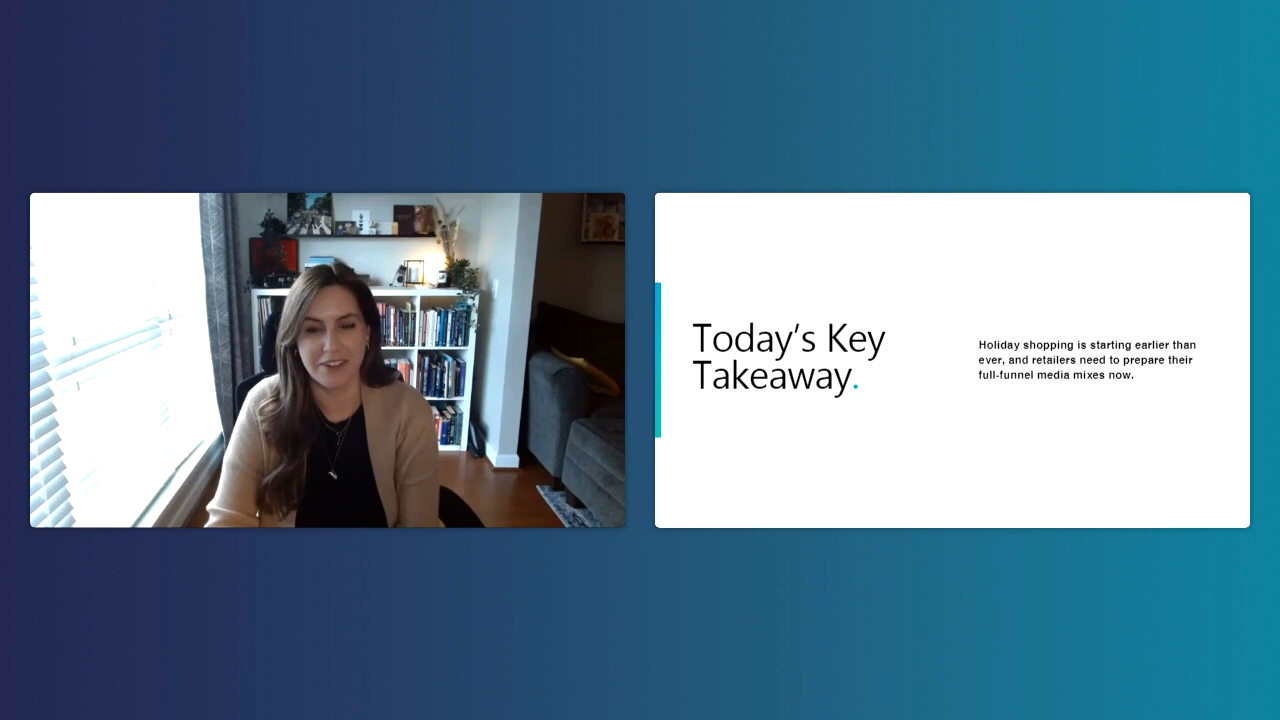 Today's Key
Takeaway.
Holiday shopping is starting earlier than
ever, and retailers need to prepare their
full-funnel media mixes now.